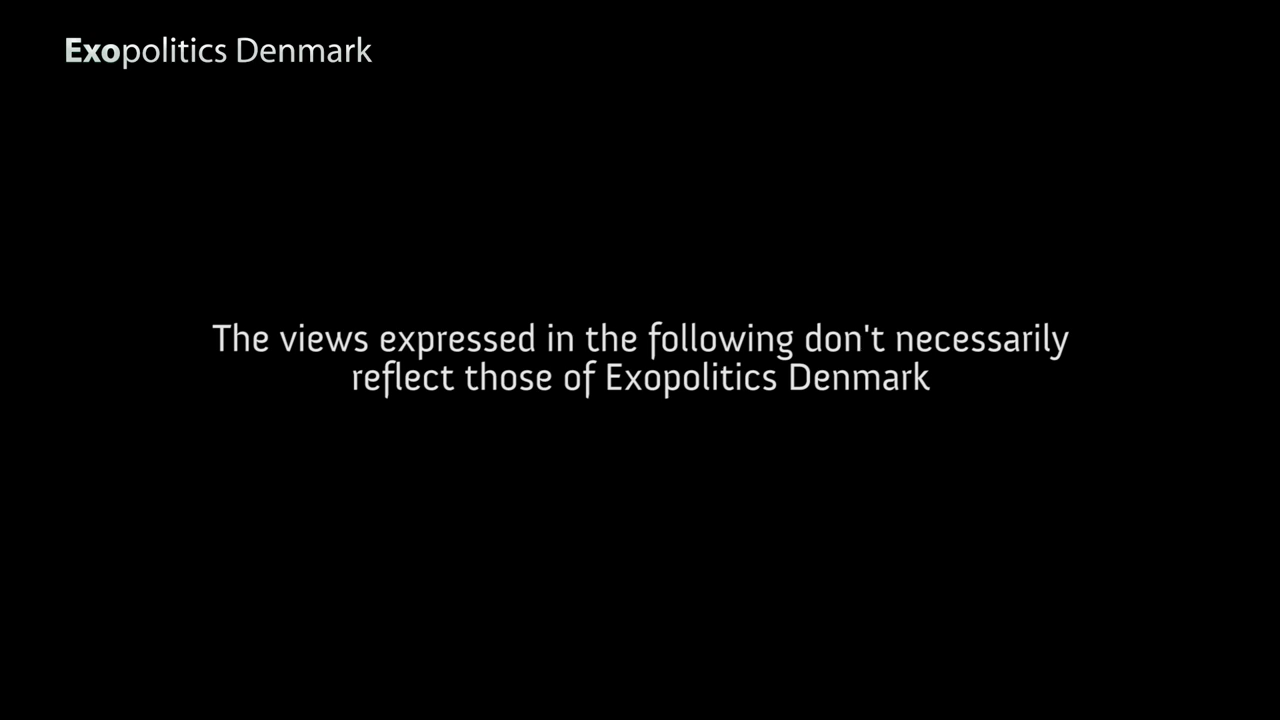 Exopolitics Denmark
The views expressed in the following don't necessarily
reflect those of Exopolitics Denmark